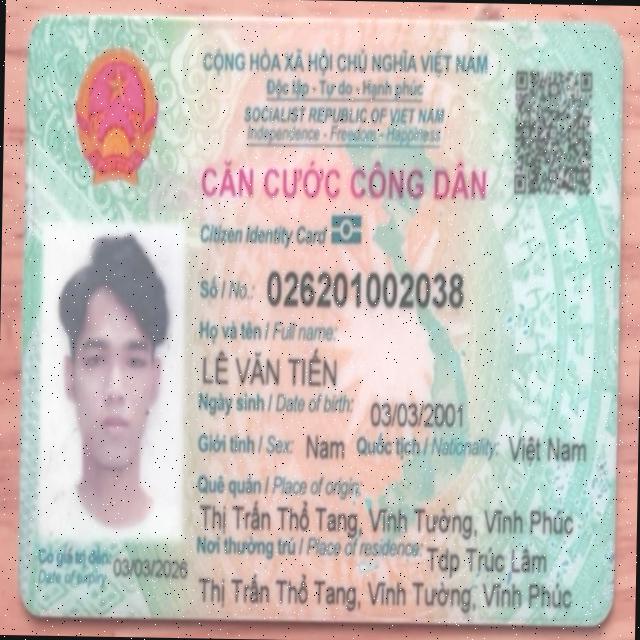 CỘNG HÒA XÃ HỘI CHỦ NGHĨA VIỆT NAM
Độc lập - Tự do - Hạnh phúc
SOCIALIST REPUBLIC OF VIET NAM
Independence - Freedom - Happiness
CĂN CƯỚC CÔNG DÂN
Citizen Identity Card
Số / No.: 026201002038
Họ và tên / Full name:
LÊ VĂN TIẾN
Ngày sinh / Date of birth: 03/03/2001
Giới tính / Sex: Nam Quốc tịch / Nationality: Việt Nam
Quê quán / Place of origin:
Thị Trấn Thổ Tang, Vĩnh Tường, Vĩnh Phúc
Nơi thường trú / Place of residence: Tdp Trúc Lâm
Thị Trấn Thổ Tang, Vĩnh Tường, Vĩnh Phúc
Có giá trị đến: 03/03/2026
Date of expiry